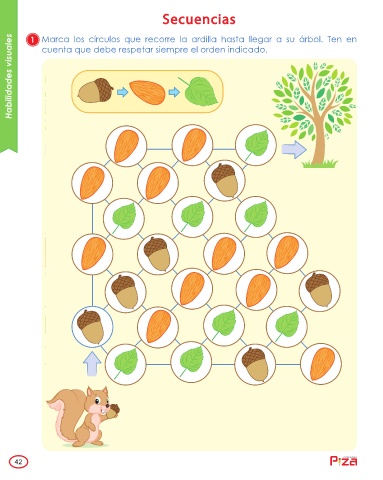 Secuencias
Habilidades visuales
1 Marca los círculos que recorre la ardilla hasta llegar a su árbol. Ten en
cuenta que debe respetar siempre el orden indicado.
42
Piza